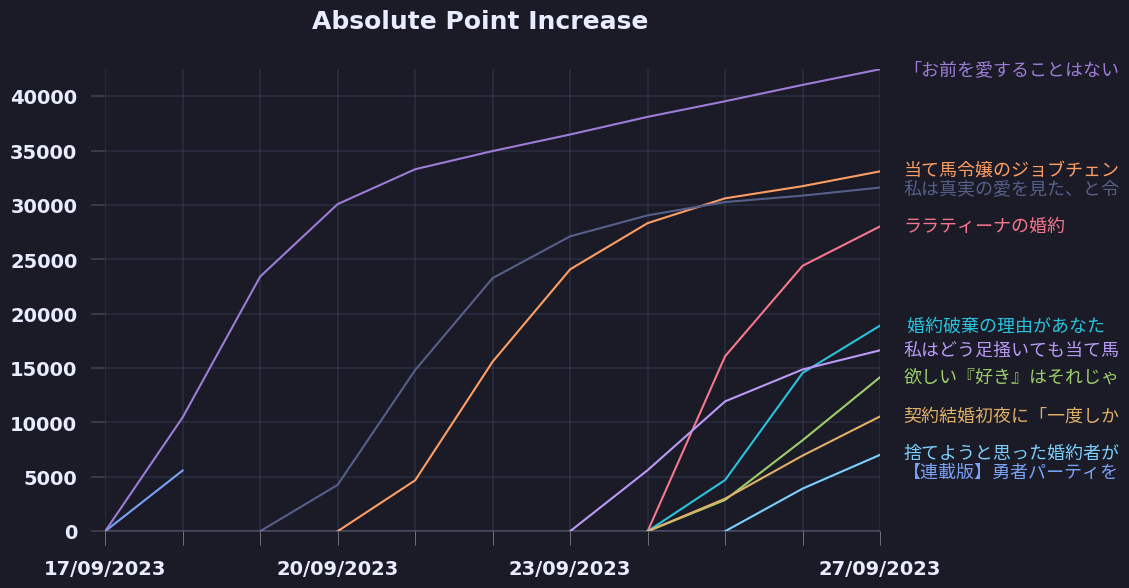 Absolute Point Increase
40000
35000
30000
25000
20000
15000
10000
5000
0
17/09/2023
20/09/2023
23/09/2023
27/09/2023
「お前を愛することはない
当て馬令嬢のジョブチェン
私は真実の愛を見た、と令
ララティーナの婚約
婚約破棄の理由があなた
私はどう足掻いても当て馬
欲しい『好き』はそれじゃ
契約結婚初夜に「一度しか
捨てようと思った婚約者が
【連載版】勇者パーティを